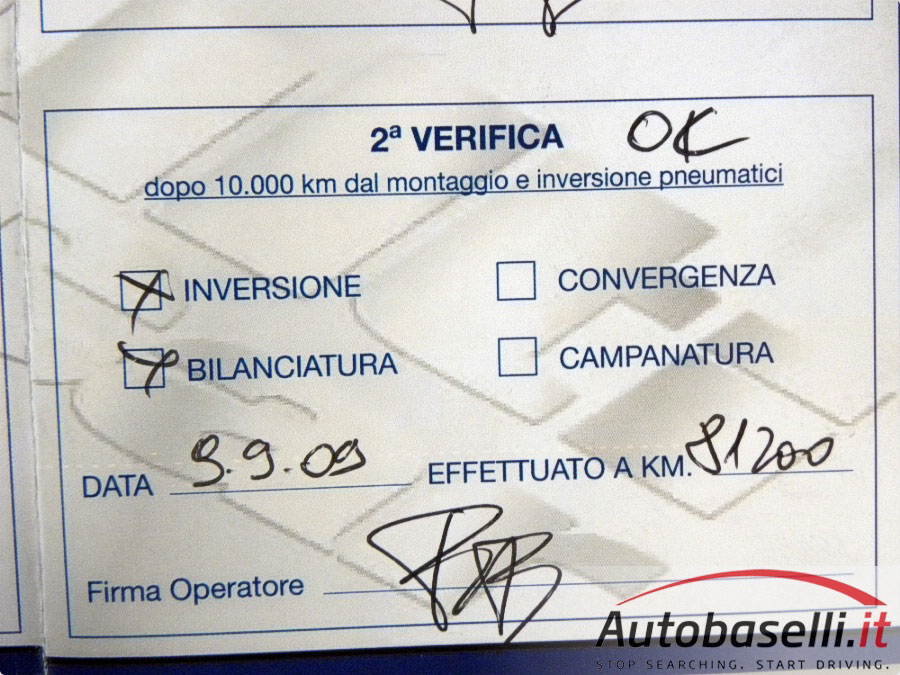 2ª VERIFICA OK
dopo 10.000 km dal montaggio e inversione pneumatici
X INVERSIONE CONVERGENZA
X BILANCIATURA CAMPANATURA
DATA 9.9.09 EFFETTUATO A KM. 81200
Firma Operatore
Autobaselli.it
STOP SEARCHING. START DRIVING.